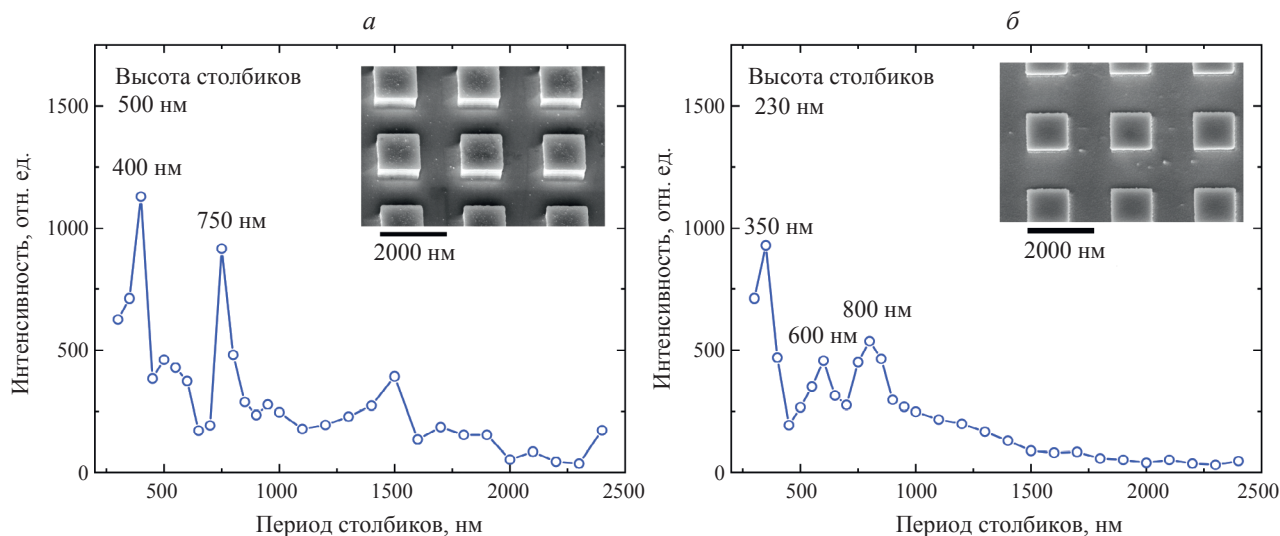 а
Высота столбиков
500 нм
400 нм
750 нм
2000 нм
Интенсивность, отн. ед.
1500
1000
500
0
500
1000
1500
2000
2500
Период столбиков, нм
б
Высота столбиков
230 нм
350 нм
600 нм
800 нм
2000 нм
Интенсивность, отн. ед.
1500
1000
500
0
500
1000
1500
2000
2500
Период столбиков, нм